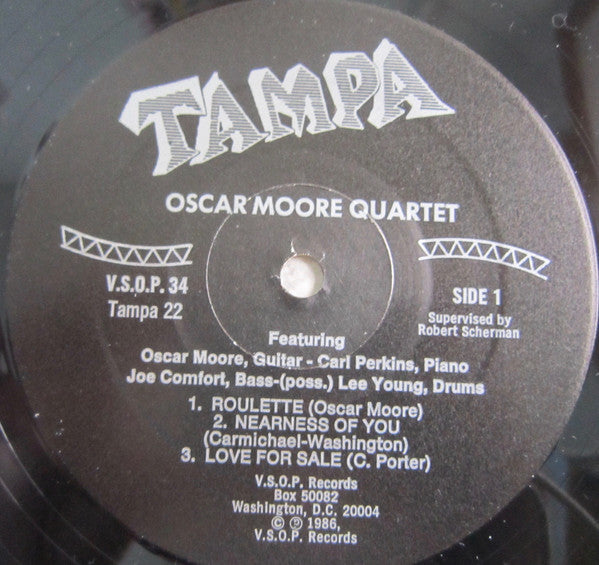 TAMPA
OSCAR MOORE QUARTET
V.S.O.P. 34
Tampa 22
SIDE 1
Supervised by
Robert Scherman
Featuring
Oscar Moore, Guitar - Carl Perkins, Piano
Joe Comfort, Bass-(poss.) Lee Young, Drums
1. ROULETTE (Oscar Moore)
2. NEARNESS OF YOU
(Carmichael-Washington)
3. LOVE FOR SALE (C. Porter)
V.S.O.P. Records
Box 50082
Washington, D.C. 20004
© ℗ 1986,
V.S.O.P. Records